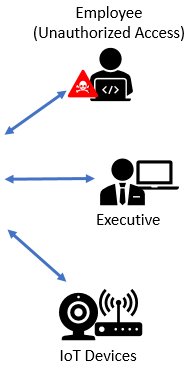 Employee
(Unauthorized Access)
</>
Executive
IoT Devices